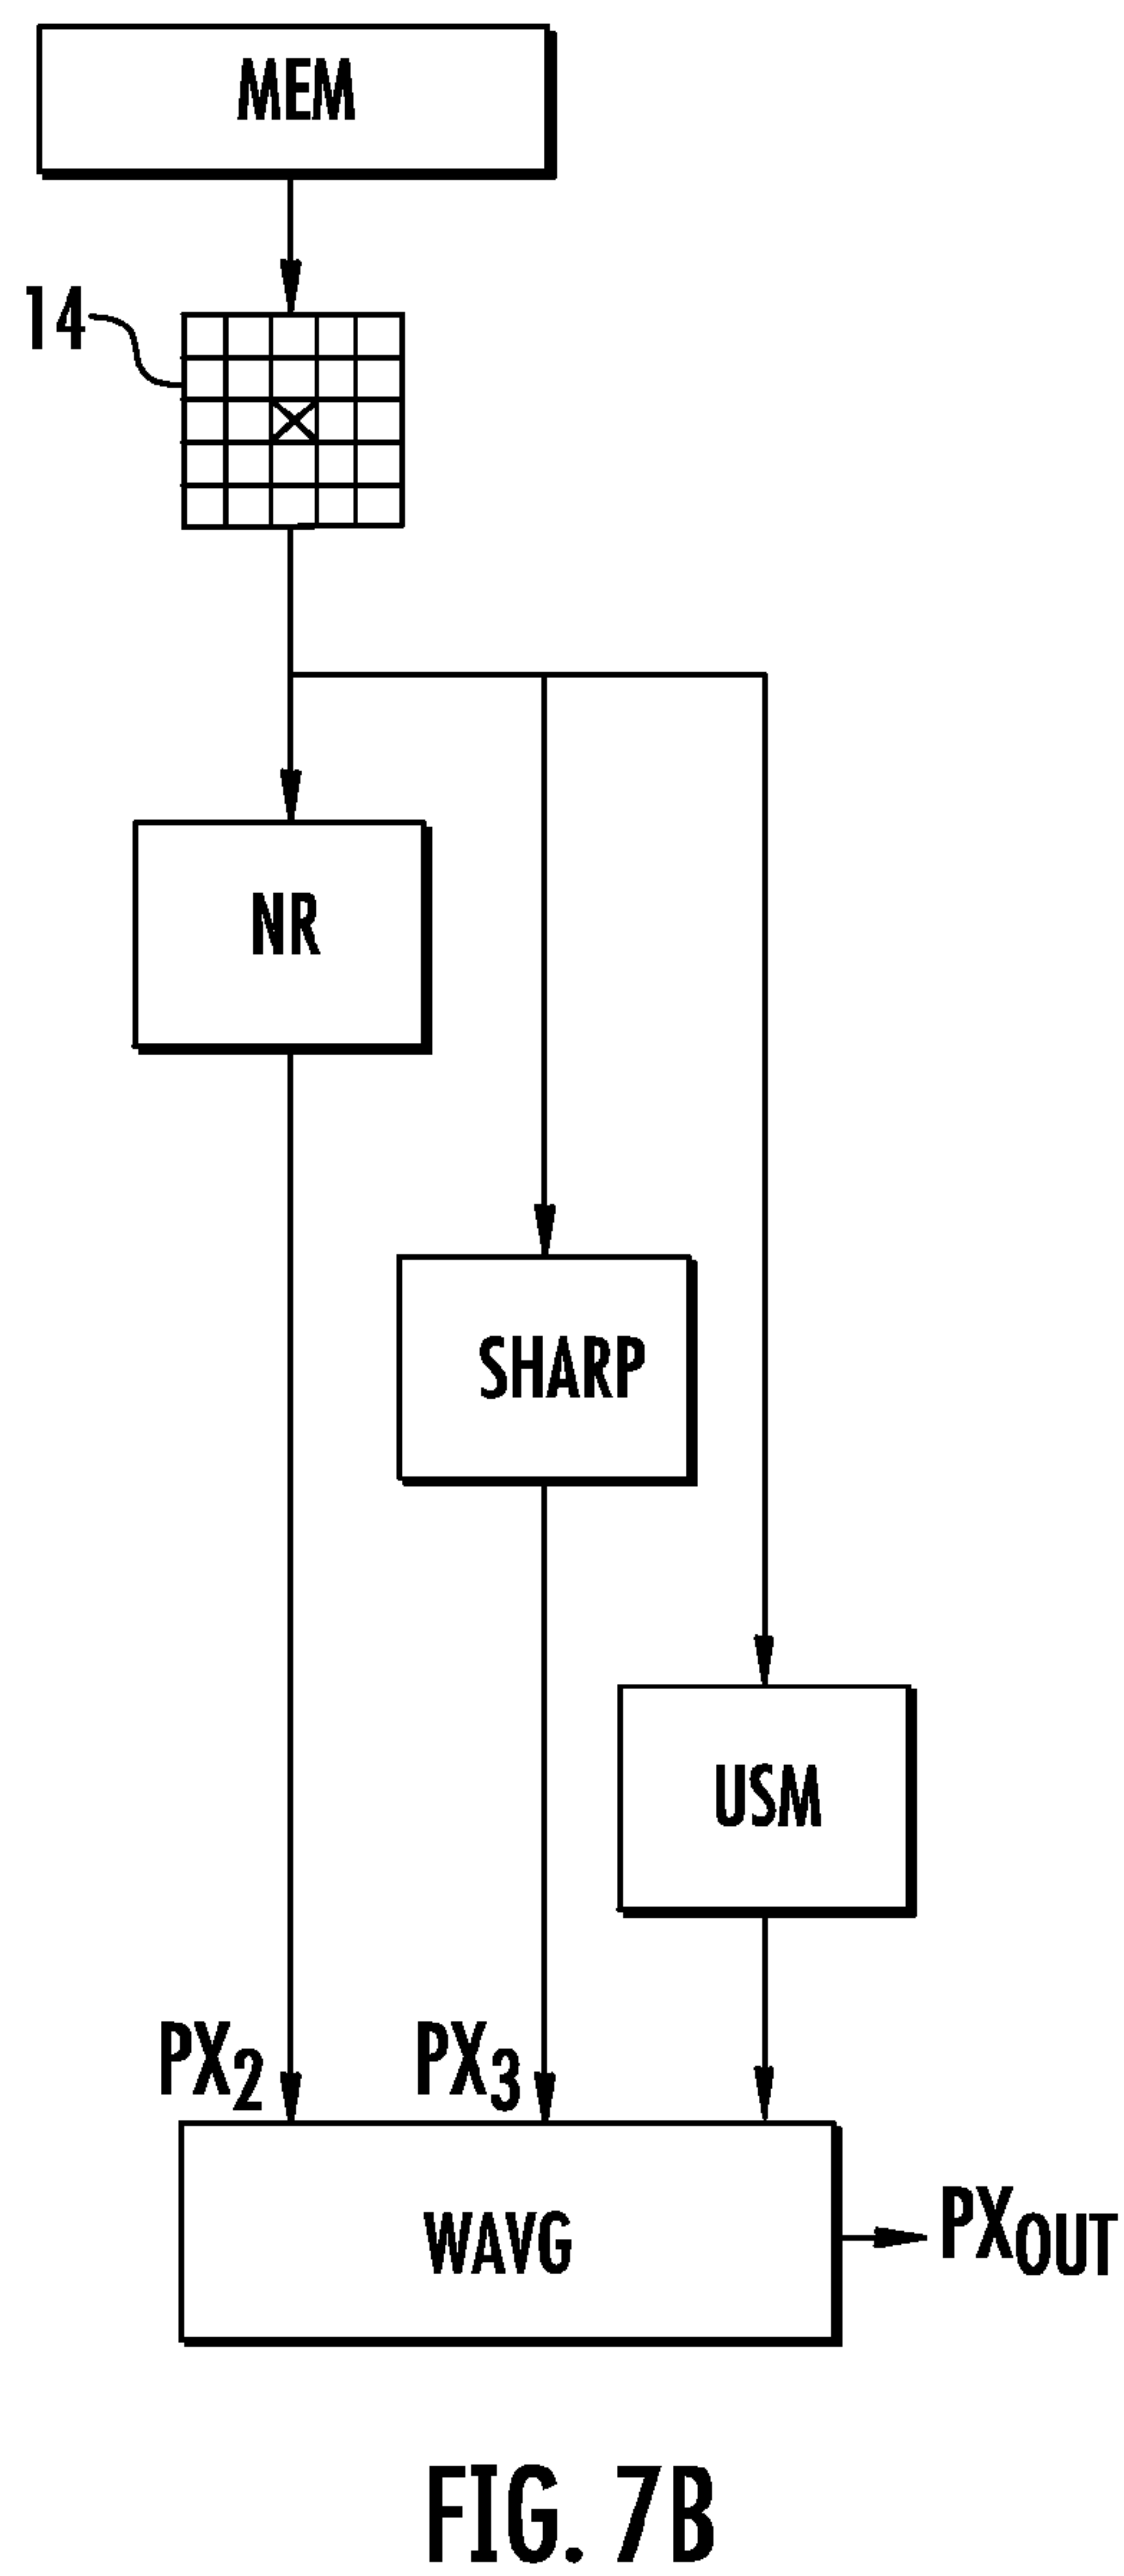 MEM
14
NR
SHARP
USM
PX2
PX3
WAVG
PXOUT
FIG. 7B